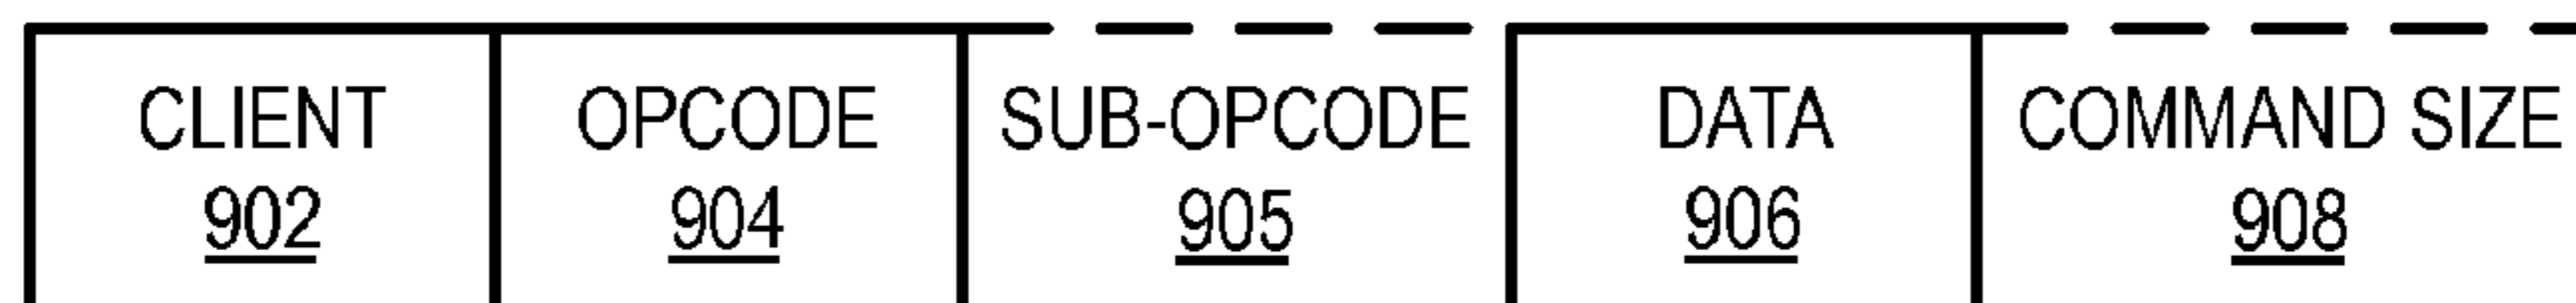 CLIENT OPCODE SUB-OPCODE DATA COMMAND SIZE
902 904 905 906 908